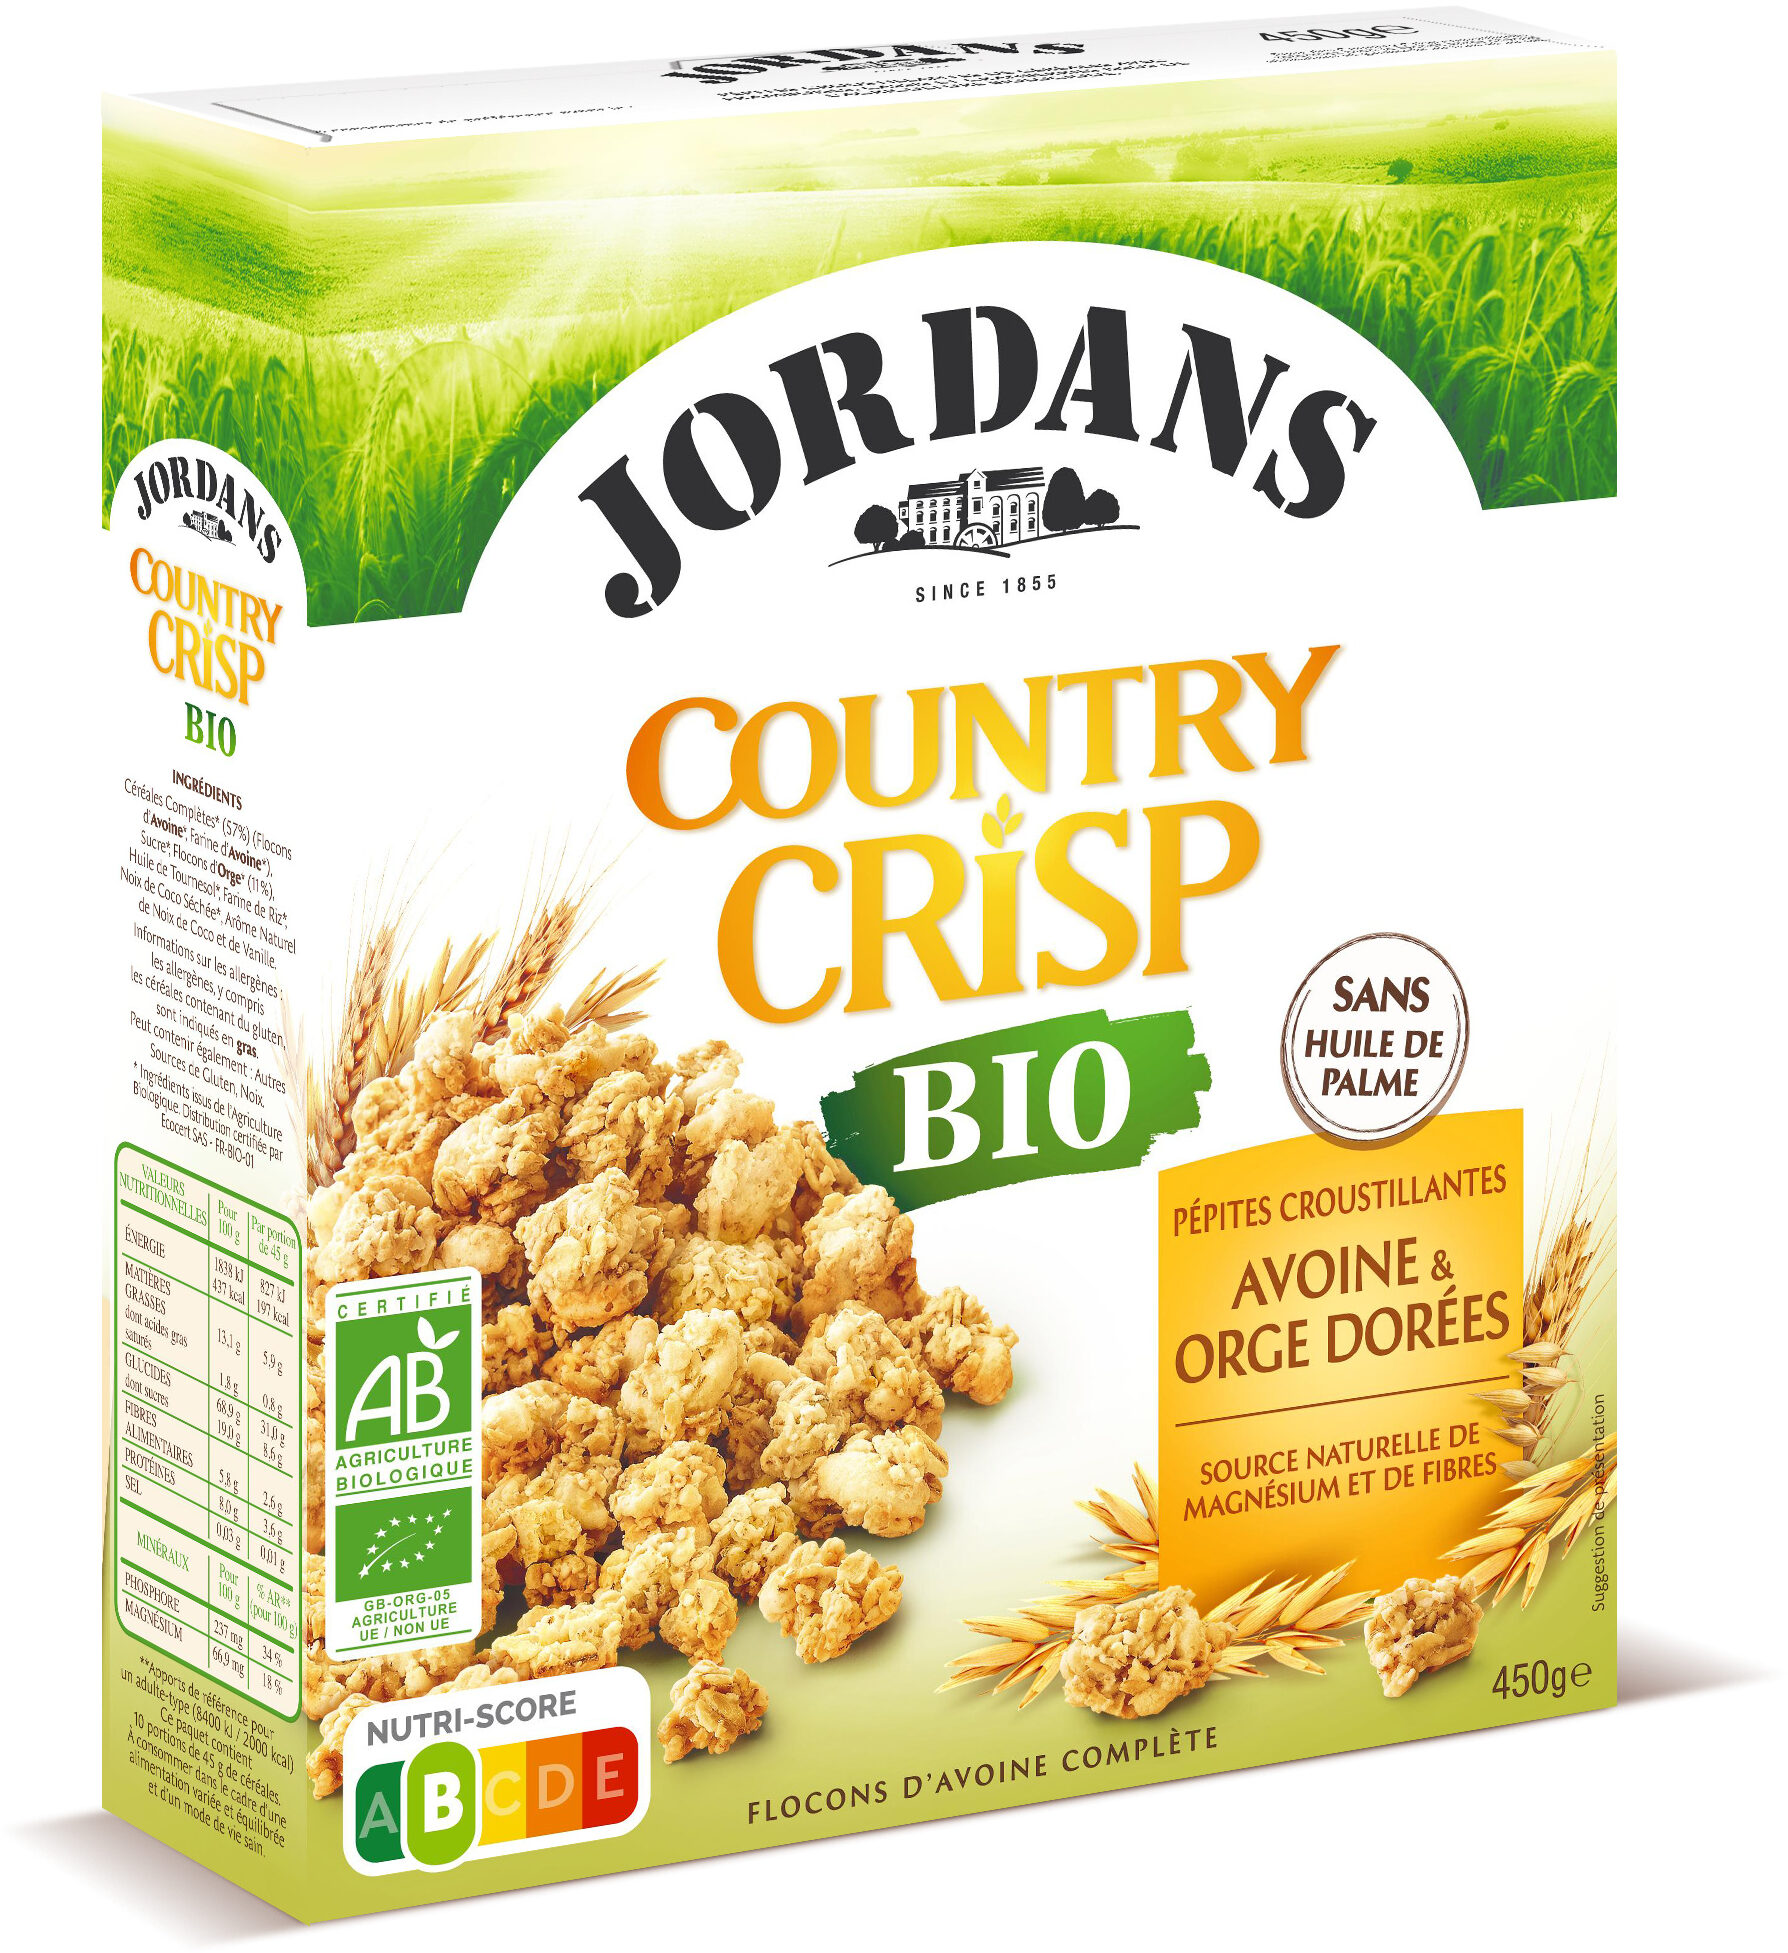 JORDANS
450ge
JORDANS
SINCE 1855
COUNTRY
CRISP
BIO
SANS
HUILE DE
PALME
PÉPITES CROUSTILLANTES
AVOINE &
ORGE DORÉES
SOURCE NATURELLE DE
MAGNÉSIUM ET DE FIBRES
Suggestion de présentation
450g℮
FLOCONS D'AVOINE COMPLÈTE
CERTIFIÉ
AB
AGRICULTURE
BIOLOGIQUE
GB-ORG-05
AGRICULTURE
UE / NON UE
NUTRI-SCORE
A B C D E
JORDANS
COUNTRY
CRISP
BIO
INGRÉDIENTS
Céréales Complètes* (57%) (Flocons
d'Avoine*, Farine d'Avoine*),
Sucre*, Flocons d'Orge* (11%),
Huile de Tournesol*, Farine de Riz*,
Noix de Coco Séchée*, Arôme Naturel
de Noix de Coco et de Vanille.
Informations sur les allergènes :
les allergènes, y compris
les céréales contenant du gluten,
sont indiqués en gras.
Peut contenir également : Autres
Sources de Gluten, Noix.
*Ingrédients issus de l'Agriculture
Biologique. Distribution certifiée par
Ecocert SAS - FR-BIO-01
VALEURS
NUTRITIONNELLES Pour
100 g Par portion
de 45 g
ÉNERGIE 1838 kJ 827 kJ
437 kcal 197 kcal
MATIÈRES
GRASSES 13,1 g 5,9 g
dont acides gras
saturés 1,8 g 0,8 g
GLUCIDES 68,9 g 31,0 g
dont sucres 19,0 g 8,6 g
FIBRES
ALIMENTAIRES 5,8 g 2,6 g
PROTÉINES 8,0 g 3,6 g
SEL 0,03 g 0,01 g
MINÉRAUX Pour
100 g % AR**
(pour 100 g)
PHOSPHORE 237 mg 34 %
MAGNÉSIUM 66,9 mg 18 %
**Apports de référence pour
un adulte-type (8400 kJ / 2000 kcal)
Ce paquet contient
10 portions de 45 g de céréales.
À consommer dans le cadre d'une
alimentation variée et équilibrée
et d'un mode de vie sain.